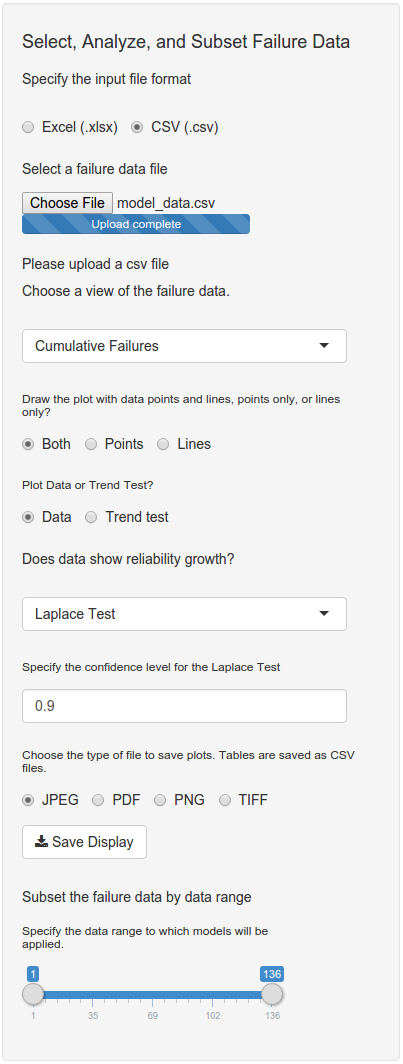 Select, Analyze, and Subset Failure Data
Specify the input file format
Excel (.xlsx) CSV (.csv)
Select a failure data file
Choose File model_data.csv
Upload complete
Please upload a csv file
Choose a view of the failure data.
Cumulative Failures
Draw the plot with data points and lines, points only, or lines
only?
Both Points Lines
Plot Data or Trend Test?
Data Trend test
Does data show reliability growth?
Laplace Test
Specify the confidence level for the Laplace Test
0.9
Choose the type of file to save plots. Tables are saved as CSV
files.
JPEG PDF PNG TIFF
Save Display
Subset the failure data by data range
Specify the data range to which models will be
applied.
1 136
1 35 69 102 136